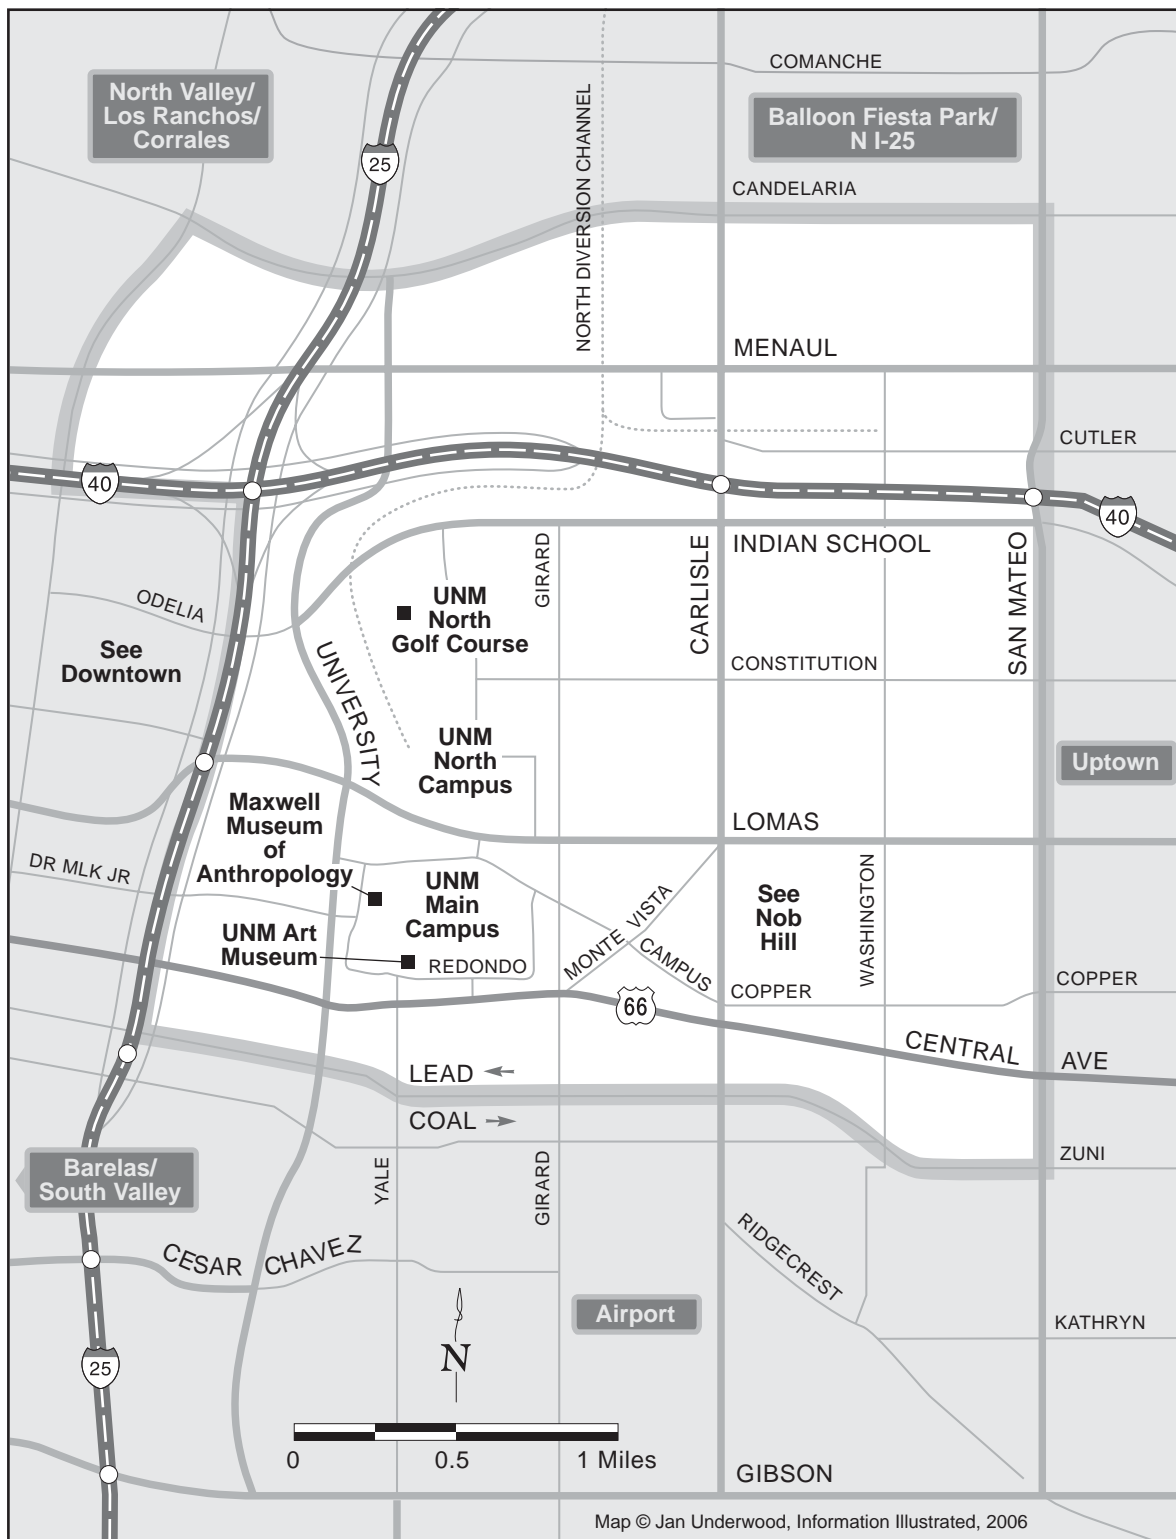 COMANCHE
North Valley/
Los Ranchos/
Corrales
NORTH DIVERSION CHANNEL
Balloon Fiesta Park/
N I-25
25
CANDELARIA
MENAUL
CUTLER
40
40
INDIAN SCHOOL
GIRARD
CARLISLE
SAN MATEO
ODELIA
UNM
North
Golf Course
See
Downtown
UNIVERSITY
CONSTITUTION
UNM
North
Campus
Uptown
Maxwell
Museum
of
Anthropology
LOMAS
DR MLK JR
UNM
Main
Campus
MONTE VISTA
See
Nob
Hill
WASHINGTON
UNM Art
Museum
REDONDO
CAMPUS
COPPER
COPPER
66
CENTRAL
AVE
LEAD
COAL
ZUNI
Barelas/
South Valley
YALE
GIRARD
CESAR CHAVEZ
RIDGECREST
Airport
KATHRYN
N
25
0 0.5 1 Miles
GIBSON
Map © Jan Underwood, Information Illustrated, 2006